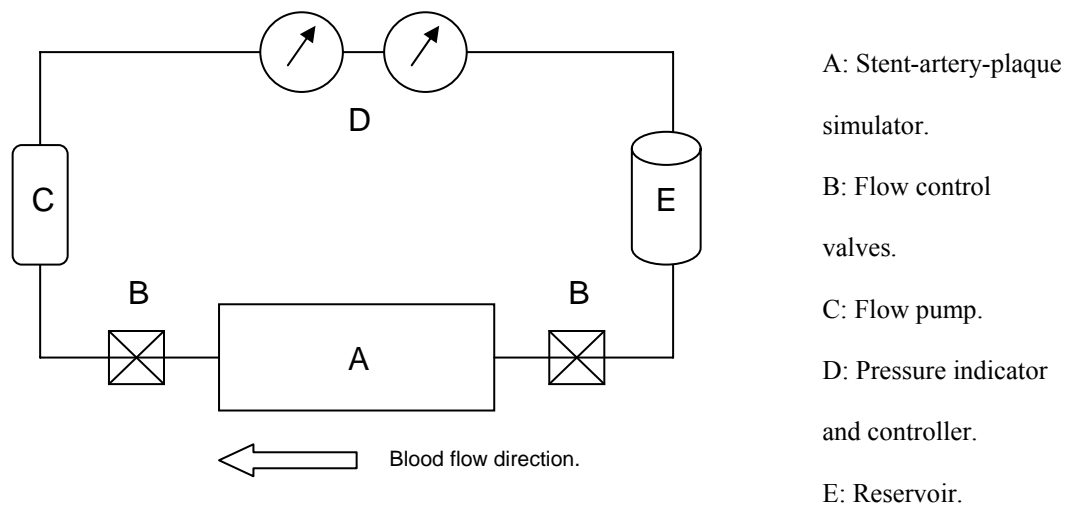 D
C
E
B
B
A
Blood flow direction.
A: Stent-artery-plaque
simulator.
B: Flow control
valves.
C: Flow pump.
D: Pressure indicator
and controller.
E: Reservoir.